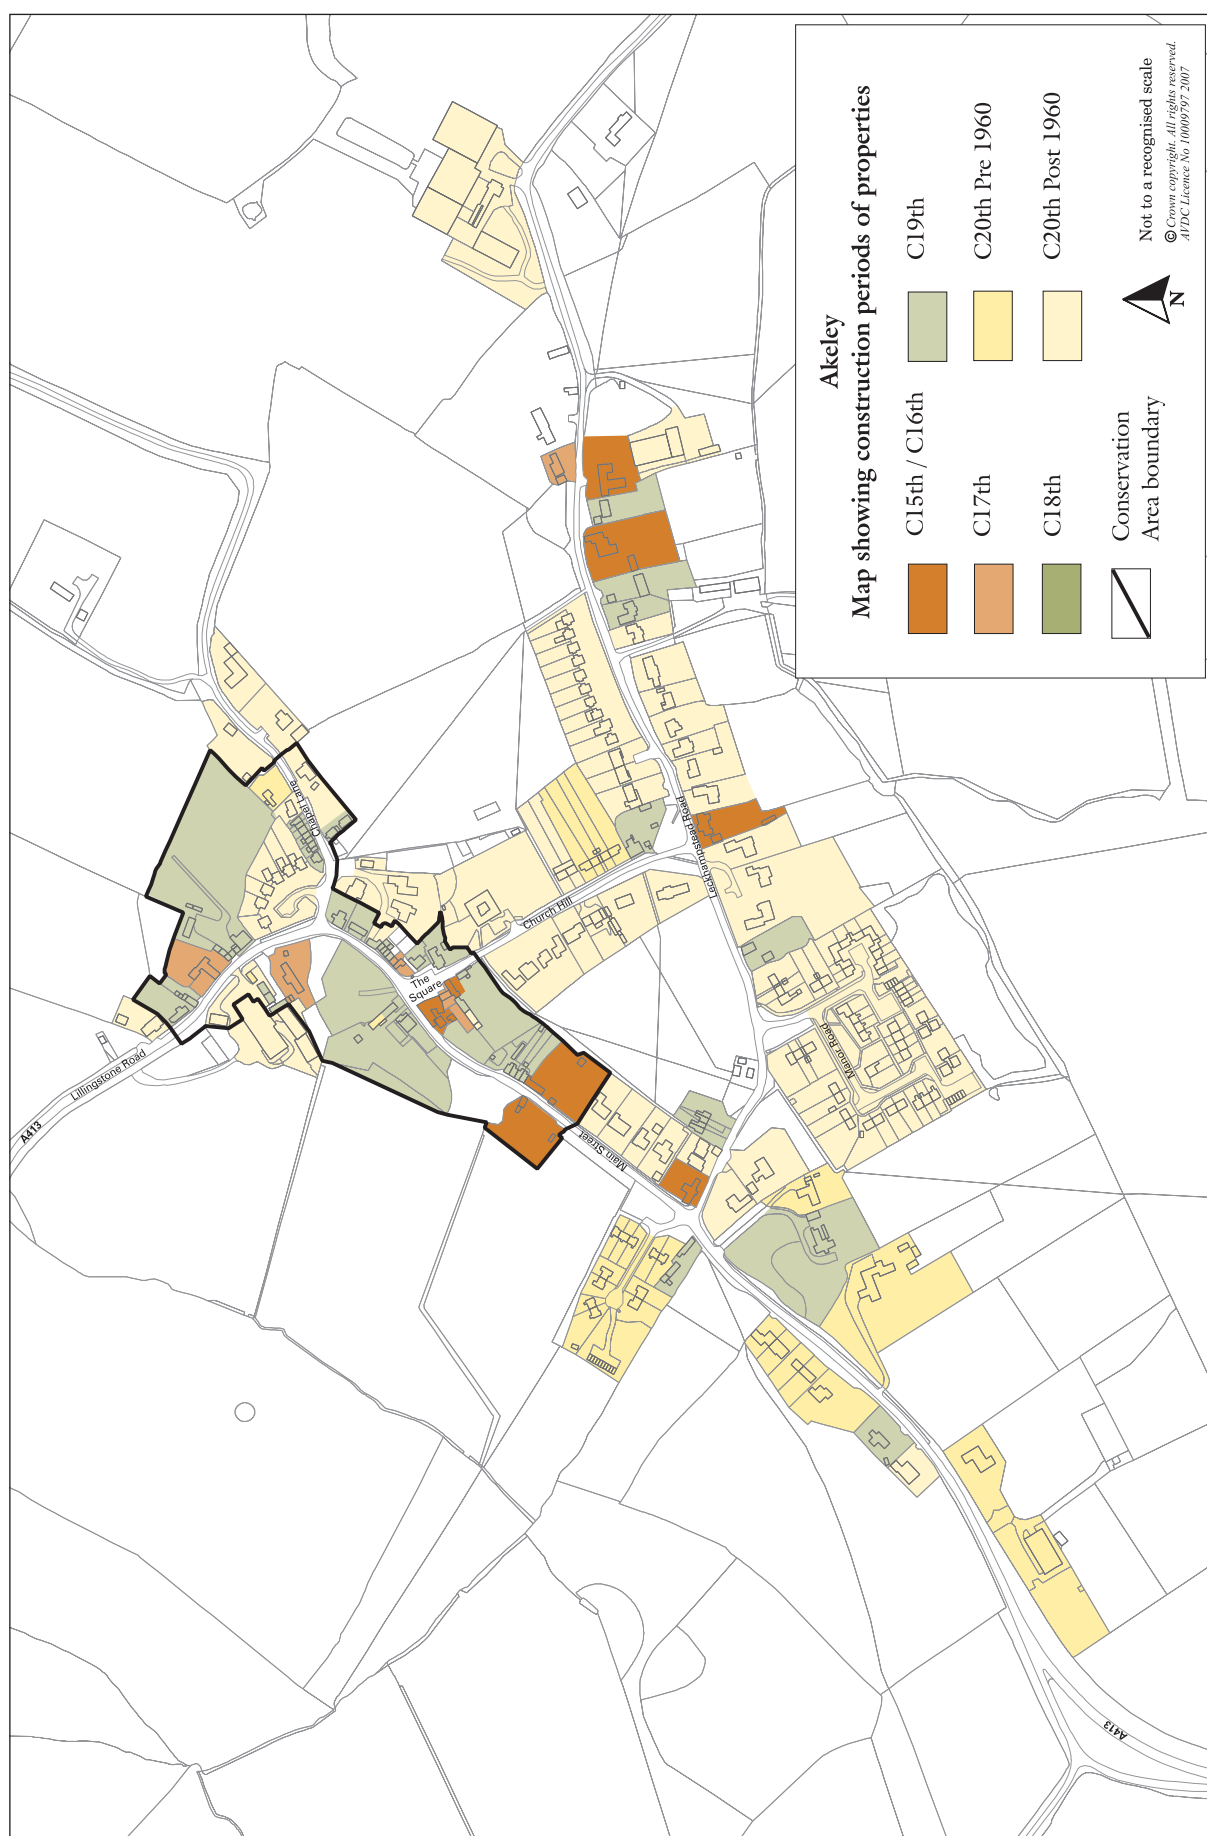 Akeley
Map showing construction periods of properties
C15th / C16th
C17th
C18th
Conservation
Area boundary
C19th
C20th Pre 1960
C20th Post 1960
N
Not to a recognised scale
© Crown copyright. All rights reserved.
AVDC Licence No 10009797 2007
A413
Lillingstone Road
Chapel Lane
The
Square
Church Hill
Leckhampstead Road
Main Street
Manor Road
A413